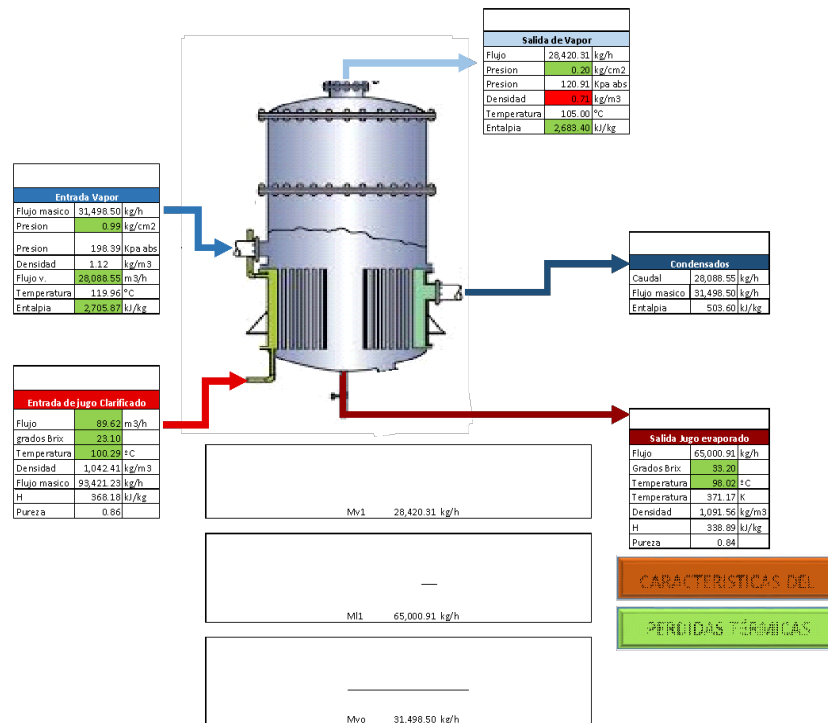 Salida de Vapor
Flujo 28,420.31 kg/h
Presion 0.20 kg/cm2
Presion 120.91 Kpa abs
Densidad 0.71 kg/m3
Temperatura 105.00 °C
Entalpia 2,683.40 kJ/kg
Entrada Vapor
Flujo masico 31,498.50 kg/h
Presion 0.99 kg/cm2
Presion 198.39 Kpa abs
Densidad 1.12 kg/m3
Flujo v. 28,088.55 m3/h
Temperatura 119.96 °C
Entalpia 2,705.87 kJ/kg
Condensados
Caudal 28,088.55 kg/h
Flujo masico 31,498.50 kg/h
Entalpia 503.60 kJ/kg
Entrada de jugo Clarificado
Flujo 89.62 m3/h
grados Brix 23.10
Temperatura 100.29 ºC
Densidad 1,042.41 kg/m3
Flujo masico 93,421.23 kg/h
H 368.18 kJ/kg
Pureza 0.86
Salida Jugo evaporado
Flujo 65,000.91 kg/h
Grados Brix 33.20
Temperatura 98.02 ºC
Temperatura 371.17 K
Densidad 1,091.56 kg/m3
H 338.89 kJ/kg
Pureza 0.84
Mv1 28,420.31 kg/h
Ml1 65,000.91 kg/h
Mvo 31,498.50 kg/h
CARACTERISTICAS DEL
PERDIDAS TÉRMICAS